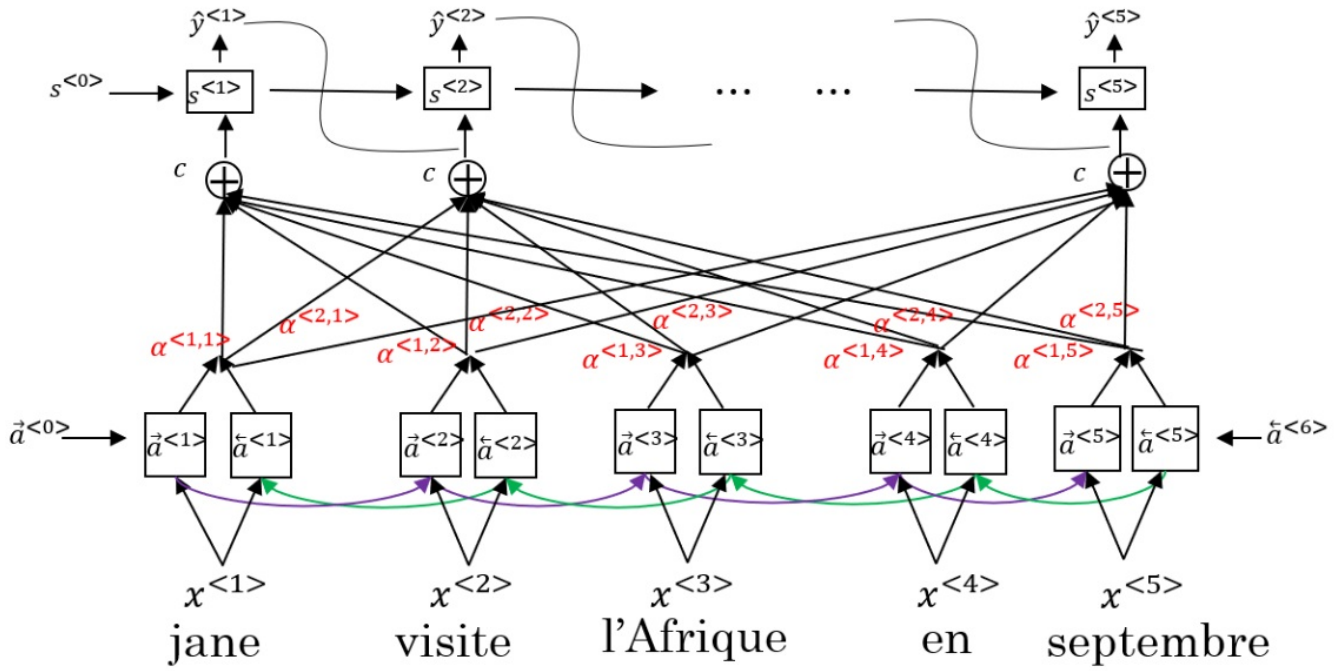 ŷ<1> ŷ<2> ŷ<5>
s<0> s<1> s<2> ... ... s<5>
c c c
α<1,1> α<2,1> α<1,2> α<2,2> α<1,3> α<2,3> α<1,4> α<2,4> α<1,5> α<2,5>
a⃗<0> a⃗<1> a⃖<1> a⃗<2> a⃖<2> a⃗<3> a⃖<3> a⃗<4> a⃖<4> a⃗<5> a⃖<5> a⃖<6>
x<1> x<2> x<3> x<4> x<5>
jane visite l'Afrique en septembre